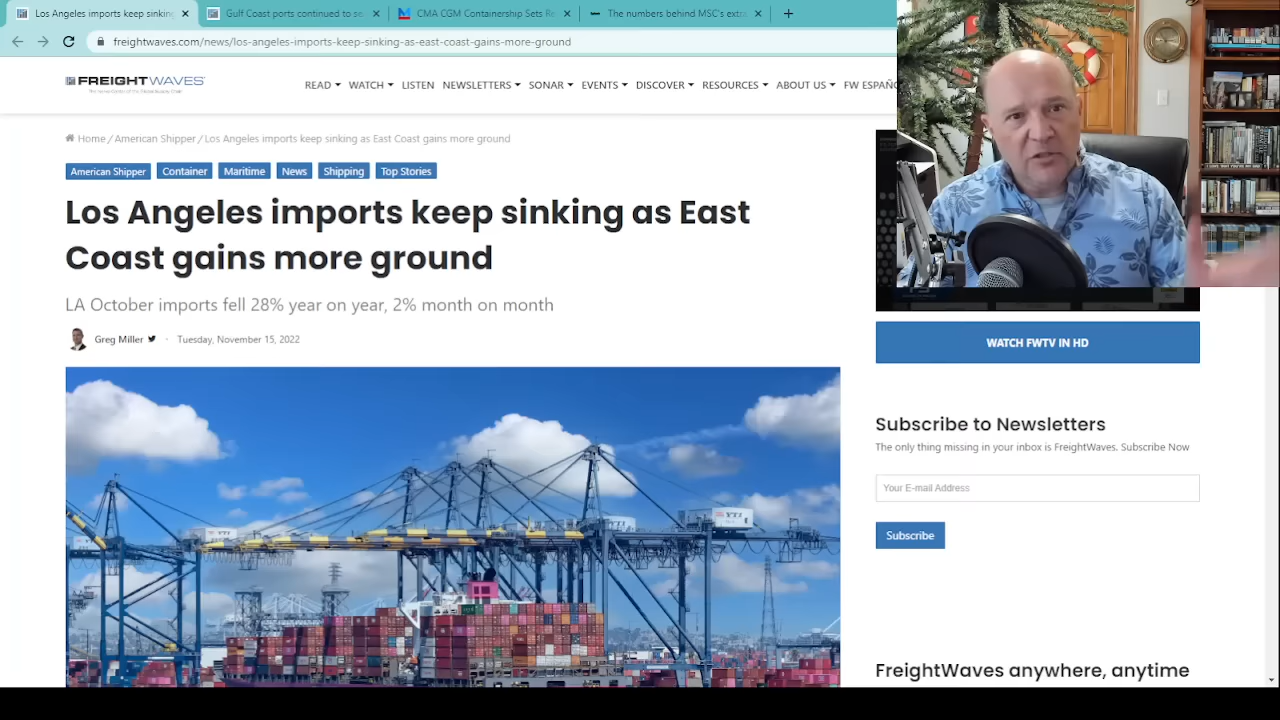 Los Angeles imports keep sinking
Gulf Coast ports continued to se
CMA CGM Containership Sets Re
The numbers behind MSC's extra
freightwaves.com/news/los-angeles-imports-keep-sinking-as-east-coast-gains-more-ground
FREIGHTWAVES
READ WATCH LISTEN NEWSLETTERS SONAR EVENTS DISCOVER RESOURCES ABOUT US FW ESPAÑO
Home / American Shipper / Los Angeles imports keep sinking as East Coast gains more ground
American Shipper Container Maritime News Shipping Top Stories
Los Angeles imports keep sinking as East
Coast gains more ground
LA October imports fell 28% year on year, 2% month on month
Greg Miller · Tuesday, November 15, 2022
YTI
YTI
WATCH FWTV IN HD
Subscribe to Newsletters
The only thing missing in your inbox is FreightWaves. Subscribe Now
Your E-mail Address
Subscribe
FreightWaves anywhere, anytime